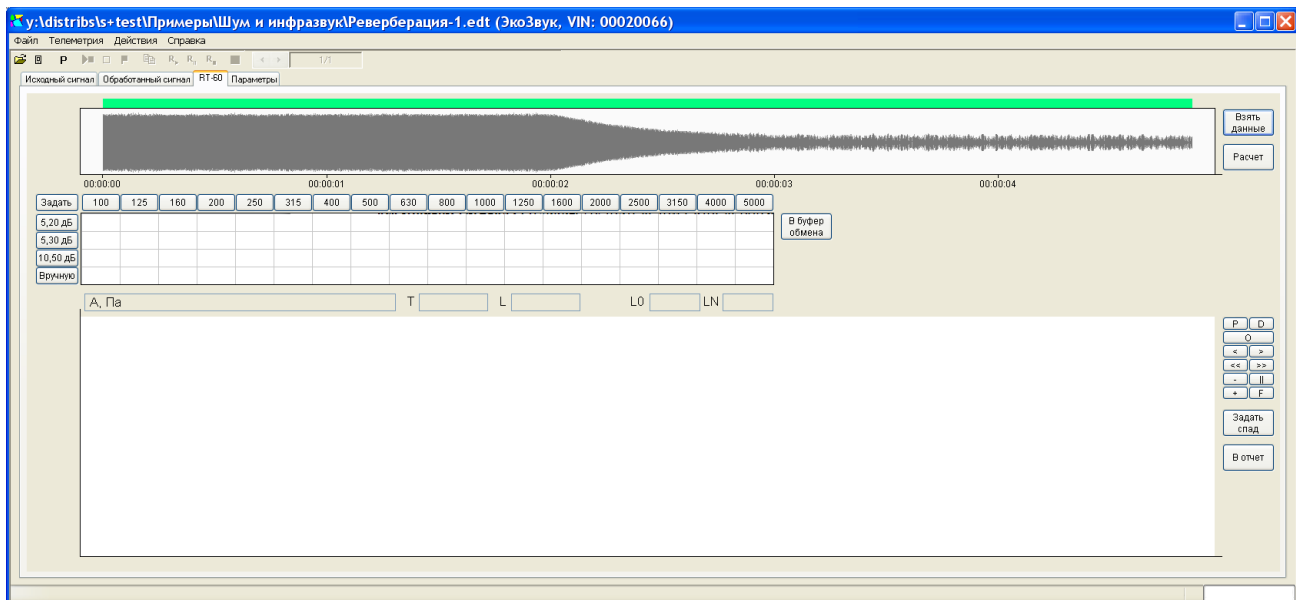 y:\distribs\s+test\Примеры\Шум и инфразвук\Реверберация-1.edt (ЭкоЗвук, VIN: 00020066)
Файл Телеметрия Действия Справка
P 1/1
Исходный сигнал Обработанный сигнал RT-60 Параметры
Взять данные
Расчет
00:00:00 00:00:01 00:00:02 00:00:03 00:00:04
Задать 100 125 160 200 250 315 400 500 630 800 1000 1250 1600 2000 2500 3150 4000 5000
5,20 дБ
5,30 дБ
10,50 дБ
Вручную
В буфер обмена
А, Па T L L0 LN
P D
O
< >
<< >>
- ||
+ F
Задать спад
В отчет